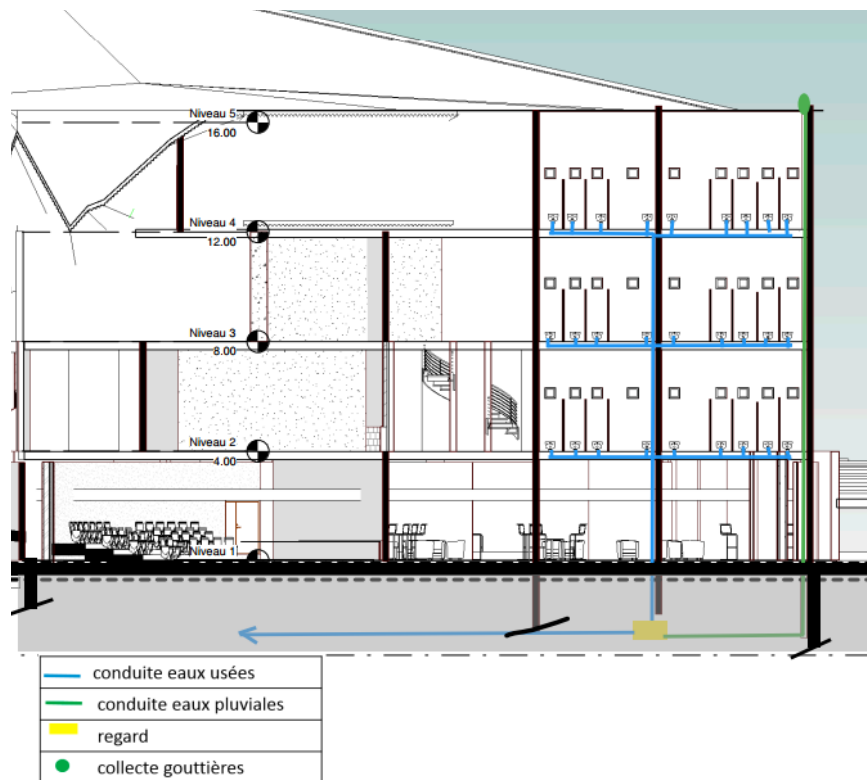 Niveau 5
16.00
Niveau 4
12.00
Niveau 3
8.00
Niveau 2
4.00
Niveau 1
conduite eaux usées
conduite eaux pluviales
regard
collecte gouttières